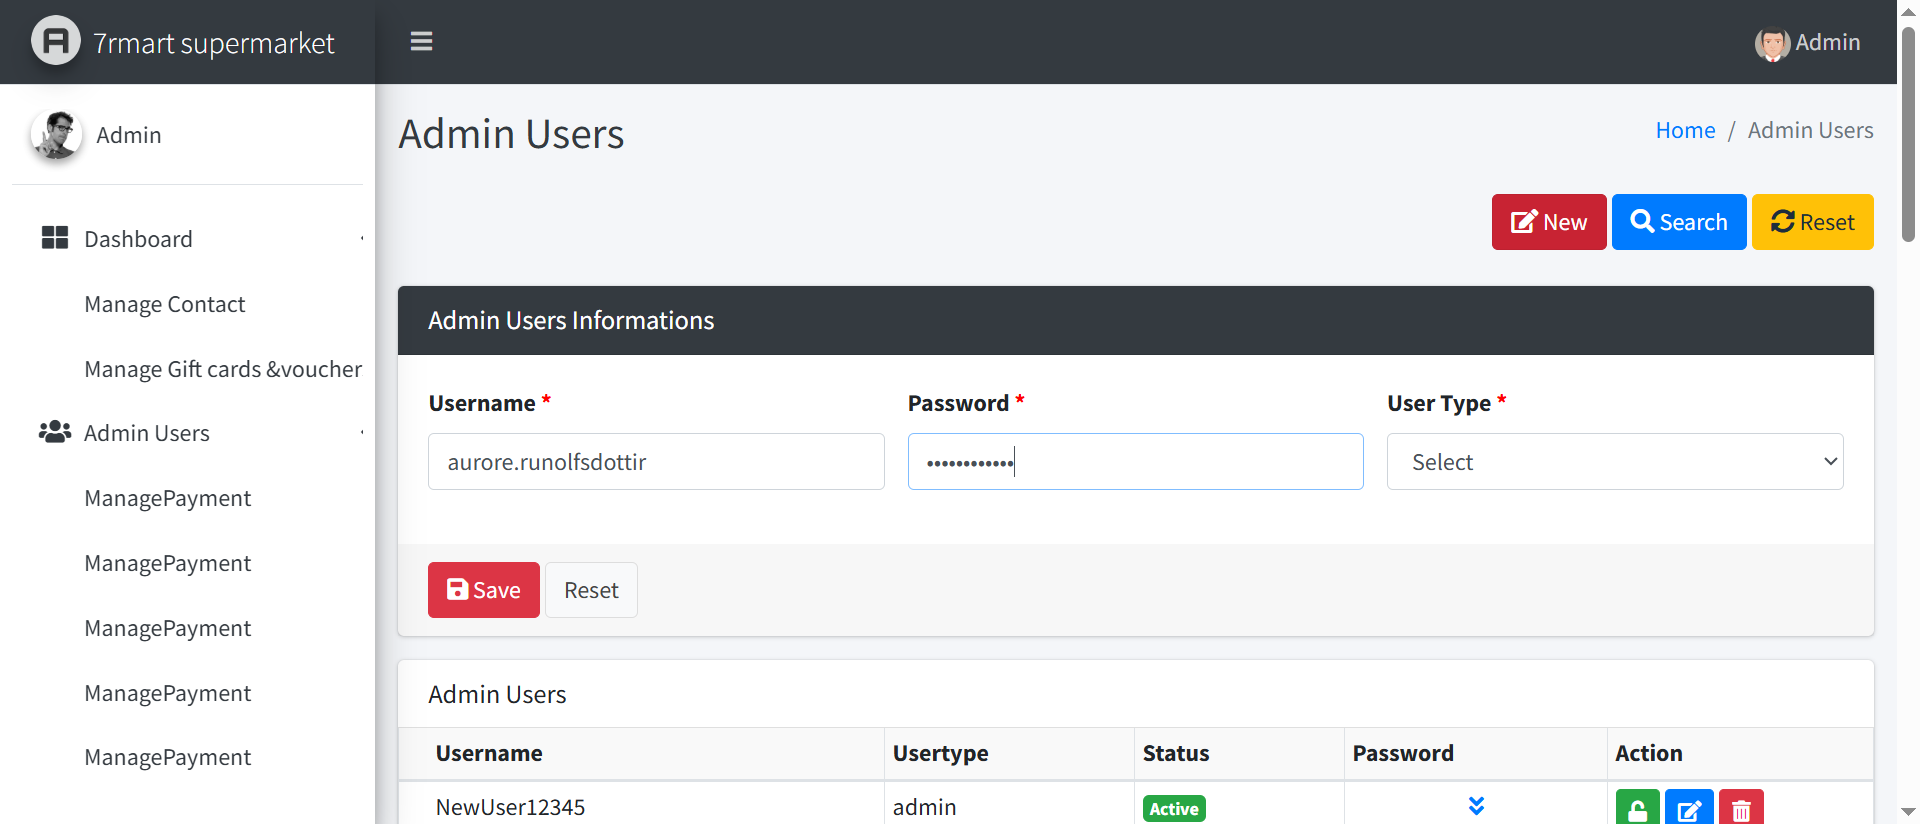 7rmart supermarket
Admin
Admin
Admin Users
Home / Admin Users
New Search Reset
Dashboard
Manage Contact
Manage Gift cards &voucher
Admin Users
ManagePayment
ManagePayment
ManagePayment
ManagePayment
ManagePayment
Admin Users Informations
Username * Password * User Type *
aurore.runolfsdottir •••••••••••• Select
Save Reset
Admin Users
Username Usertype Status Password Action
NewUser12345 admin Active